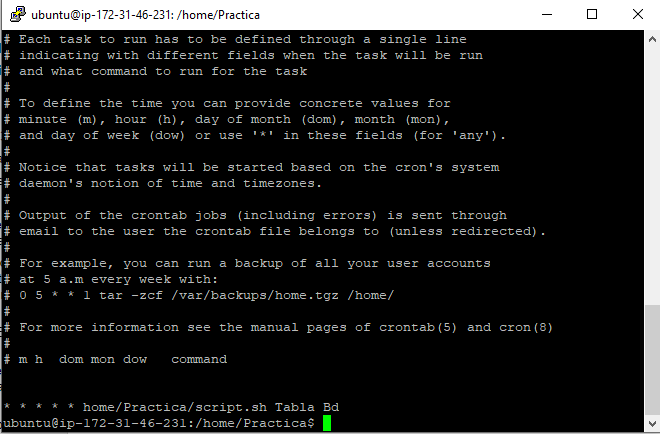 ubuntu@ip-172-31-46-231: /home/Practica
# Each task to run has to be defined through a single line
# indicating with different fields when the task will be run
# and what command to run for the task
#
# To define the time you can provide concrete values for
# minute (m), hour (h), day of month (dom), month (mon),
# and day of week (dow) or use '*' in these fields (for 'any').
#
# Notice that tasks will be started based on the cron's system
# daemon's notion of time and timezones.
#
# Output of the crontab jobs (including errors) is sent through
# email to the user the crontab file belongs to (unless redirected).
#
# For example, you can run a backup of all your user accounts
# at 5 a.m every week with:
# 0 5 * * 1 tar -zcf /var/backups/home.tgz /home/
#
# For more information see the manual pages of crontab(5) and cron(8)
#
# m h  dom mon dow   command
* * * * * home/Practica/script.sh Tabla Bd
ubuntu@ip-172-31-46-231:/home/Practica$